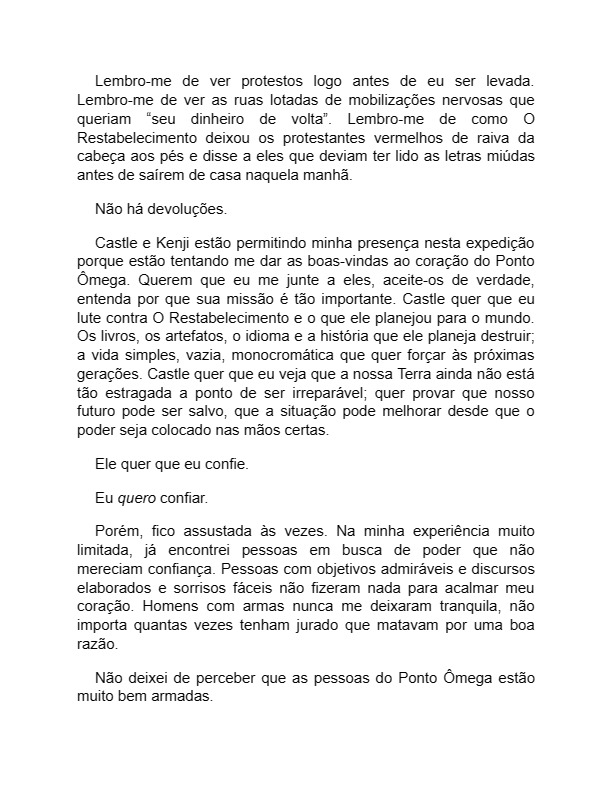 Lembro-me de ver protestos logo antes de eu ser levada.
Lembro-me de ver as ruas lotadas de mobilizações nervosas que
queriam “seu dinheiro de volta”. Lembro-me de como O
Restabelecimento deixou os protestantes vermelhos de raiva da
cabeça aos pés e disse a eles que deviam ter lido as letras miúdas
antes de saírem de casa naquela manhã.
Não há devoluções.
Castle e Kenji estão permitindo minha presença nesta expedição
porque estão tentando me dar as boas-vindas ao coração do Ponto
Ômega. Querem que eu me junte a eles, aceite-os de verdade,
entenda por que sua missão é tão importante. Castle quer que eu
lute contra O Restabelecimento e o que ele planejou para o mundo.
Os livros, os artefatos, o idioma e a história que ele planeja destruir;
a vida simples, vazia, monocromática que quer forçar às próximas
gerações. Castle quer que eu veja que a nossa Terra ainda não está
tão estragada a ponto de ser irreparável; quer provar que nosso
futuro pode ser salvo, que a situação pode melhorar desde que o
poder seja colocado nas mãos certas.
Ele quer que eu confie.
Eu quero confiar.
Porém, fico assustada às vezes. Na minha experiência muito
limitada, já encontrei pessoas em busca de poder que não
mereciam confiança. Pessoas com objetivos admiráveis e discursos
elaborados e sorrisos fáceis não fizeram nada para acalmar meu
coração. Homens com armas nunca me deixaram tranquila, não
importa quantas vezes tenham jurado que matavam por uma boa
razão.
Não deixei de perceber que as pessoas do Ponto Ômega estão
muito bem armadas.